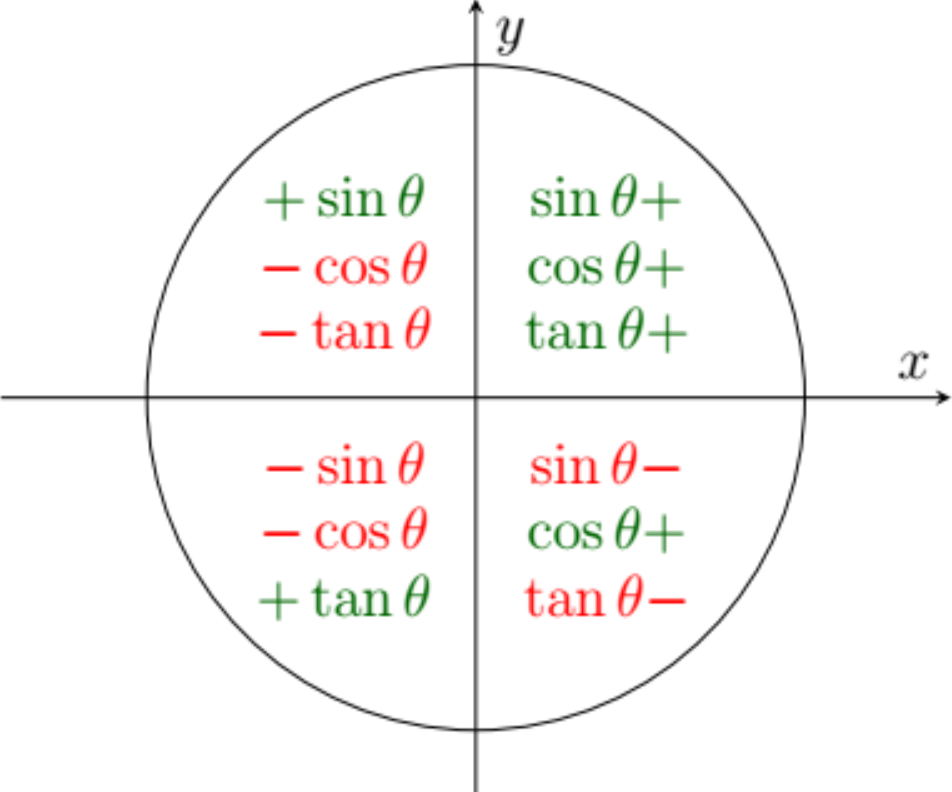 y
+ sin θ
− cos θ
− tan θ
sin θ+
cos θ+
tan θ+
x
− sin θ
− cos θ
+ tan θ
sin θ−
cos θ+
tan θ−